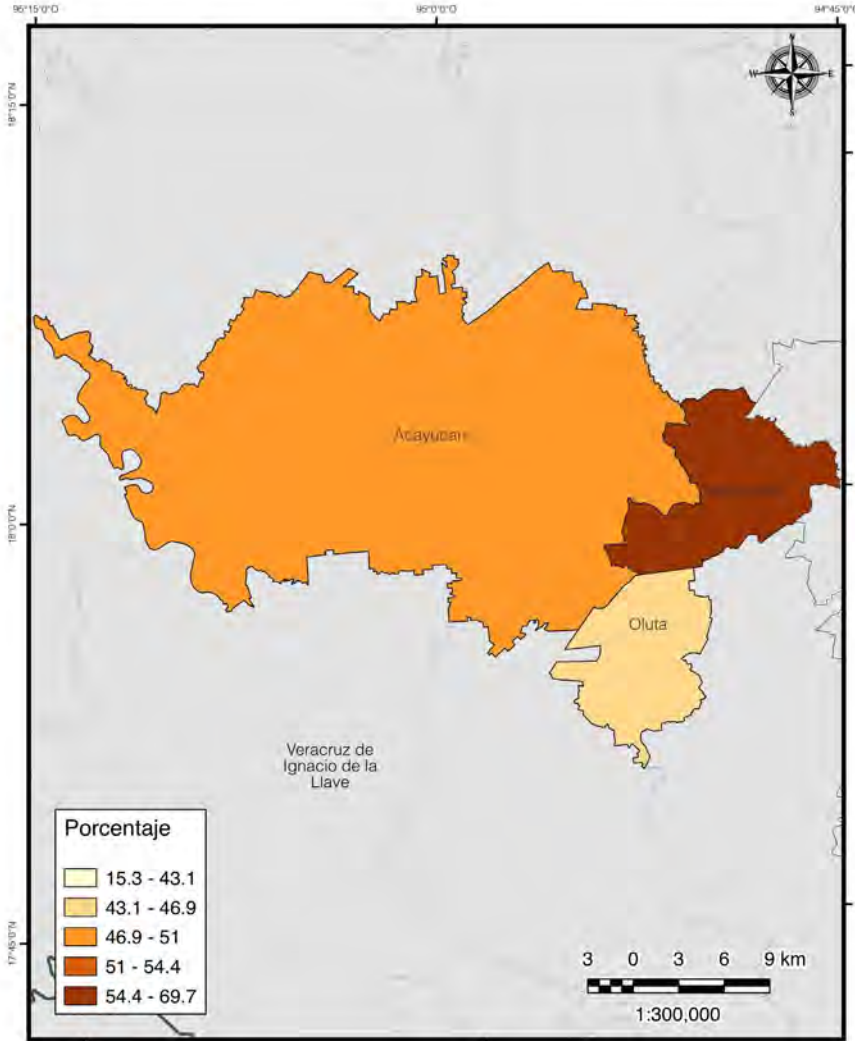 95°15'0"O
95°0'0"O
94°45'0"O
N
W
E
S
18°15'0"N
Acayucan
18°0'0"N
Oluta
Veracruz de
Ignacio de la
Llave
Porcentaje
15.3 - 43.1
43.1 - 46.9
46.9 - 51
51 - 54.4
54.4 - 69.7
17°45'0"N
3 0 3 6 9 km
1:300,000